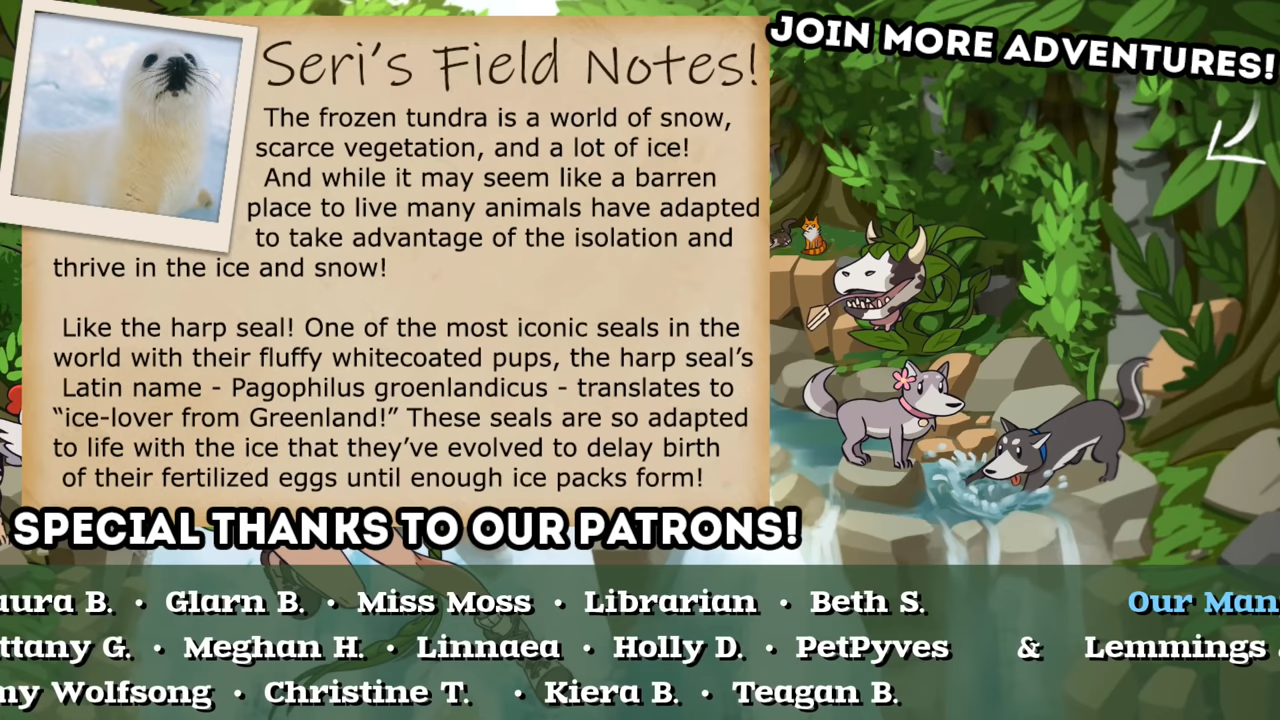 Seri's Field Notes!
JOIN MORE ADVENTURES!
The frozen tundra is a world of snow,
scarce vegetation, and a lot of ice!
And while it may seem like a barren
place to live many animals have adapted
to take advantage of the isolation and
thrive in the ice and snow!
Like the harp seal! One of the most iconic seals in the
world with their fluffy whitecoated pups, the harp seal's
Latin name - Pagophilus groenlandicus - translates to
"ice-lover from Greenland!" These seals are so adapted
to life with the ice that they've evolved to delay birth
of their fertilized eggs until enough ice packs form!
SPECIAL THANKS TO OUR PATRONS!
B. • Glarn B. • Miss Moss • Librarian • Beth S. Our
G. • Meghan H. • Linnaea • Holly D. • PetPyves & Lemmings
Wolfsong • Christine T. • Kiera B. • Teagan B.